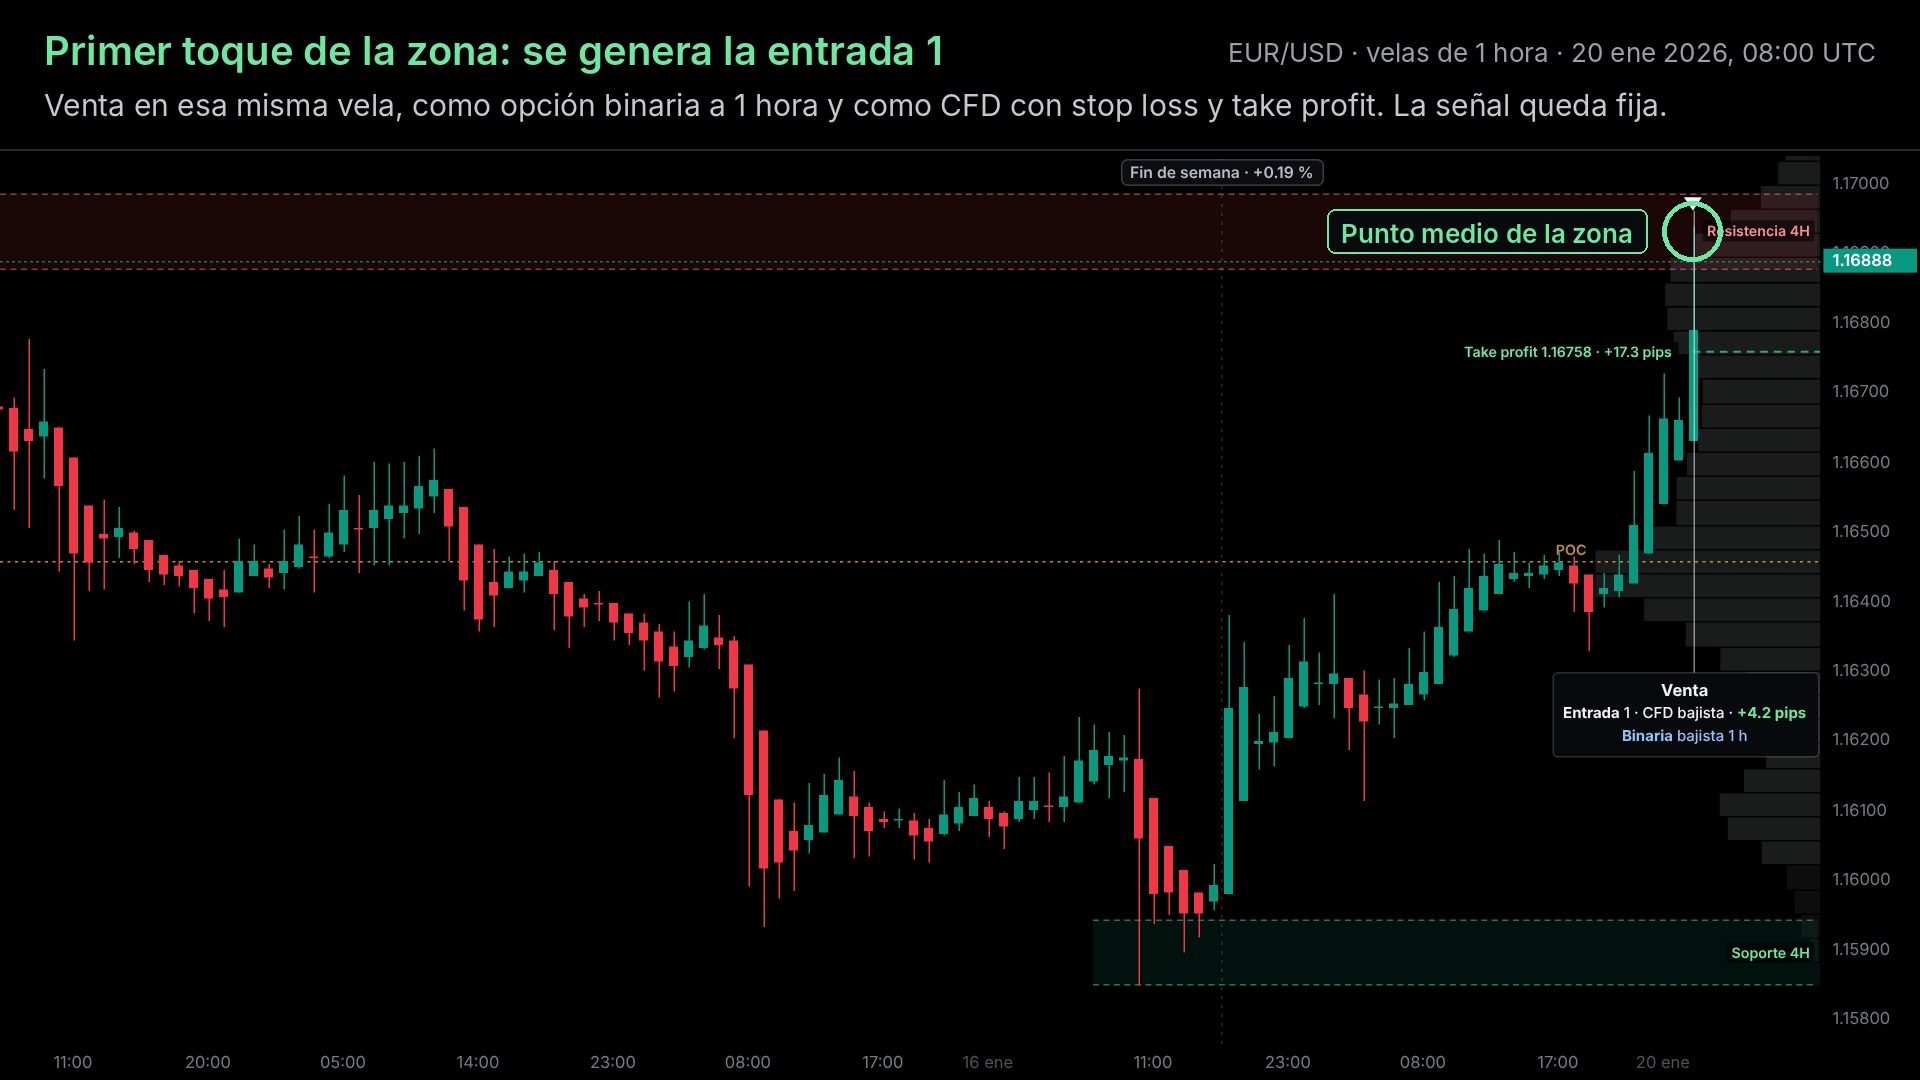 Primer toque de la zona: se genera la entrada 1
EUR/USD · velas de 1 hora · 20 ene 2026, 08:00 UTC
Venta en esa misma vela, como opción binaria a 1 hora y como CFD con stop loss y take profit. La señal queda fija.
Fin de semana · +0.19 %
1.17000
Punto medio de la zona
Resistencia 4H
1.16888
1.16800
Take profit 1.16758 · +17.3 pips
1.16700
1.16600
1.16500
POC
1.16400
1.16300
Venta
Entrada 1 · CFD bajista · +4.2 pips
Binaria bajista 1 h
1.16200
1.16100
1.16000
1.15900
Soporte 4H
1.15800
11:00
20:00
05:00
14:00
23:00
08:00
17:00
16 ene
11:00
23:00
08:00
17:00
20 ene